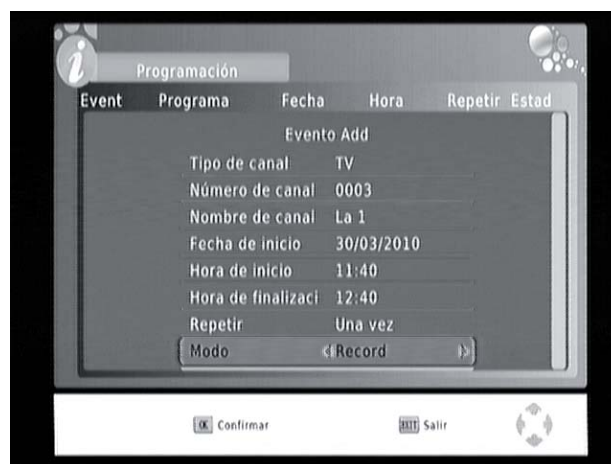 i
Programación
Event Programa Fecha Hora Repetir Estad
Evento Add
Tipo de canal TV
Número de canal 0003
Nombre de canal La 1
Fecha de inicio 30/03/2010
Hora de inicio 11:40
Hora de finalizaci 12:40
Repetir Una vez
Modo Record
OK Confirmar EXIT Salir